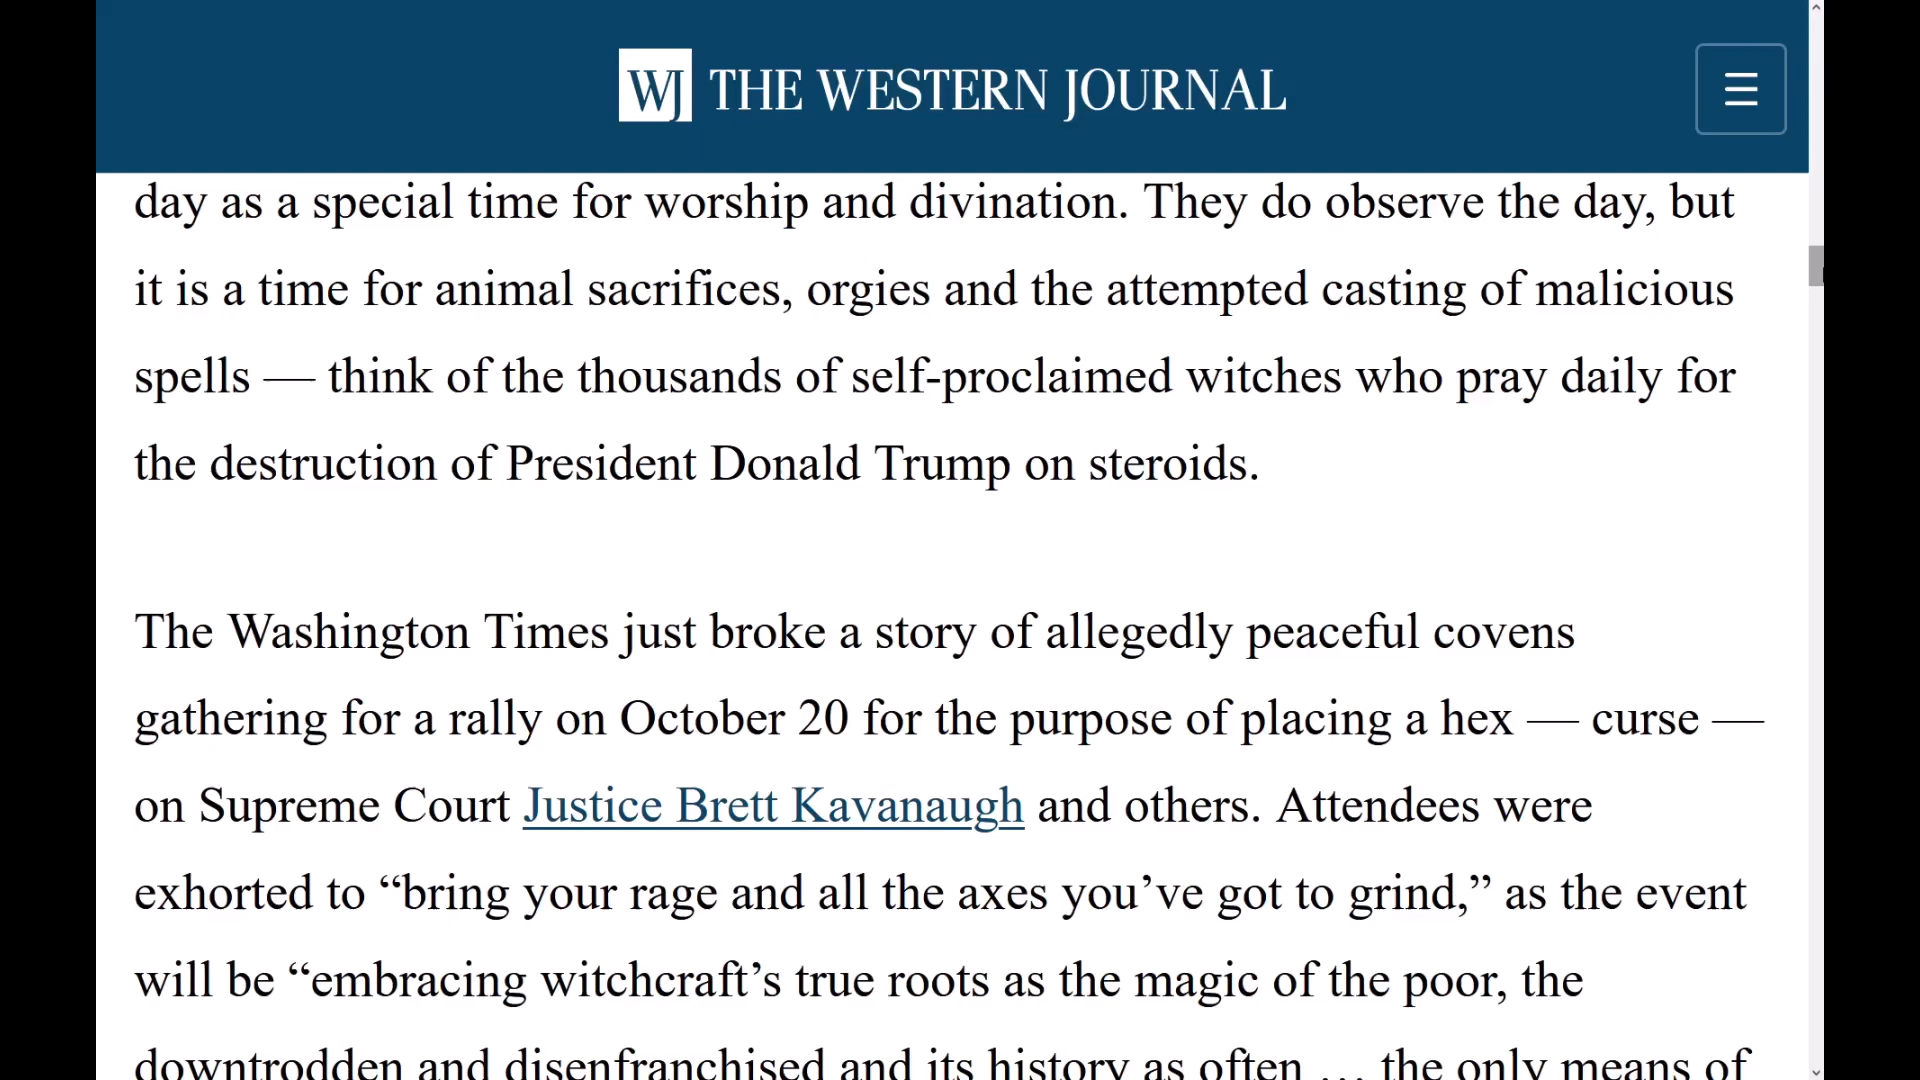 WJ THE WESTERN JOURNAL
day as a special time for worship and divination. They do observe the day, but
it is a time for animal sacrifices, orgies and the attempted casting of malicious
spells — think of the thousands of self-proclaimed witches who pray daily for
the destruction of President Donald Trump on steroids.
The Washington Times just broke a story of allegedly peaceful covens
gathering for a rally on October 20 for the purpose of placing a hex — curse —
on Supreme Court Justice Brett Kavanaugh and others. Attendees were
exhorted to “bring your rage and all the axes you’ve got to grind,” as the event
will be “embracing witchcraft’s true roots as the magic of the poor, the
downtrodden and disenfranchised and its history as often … the only means of